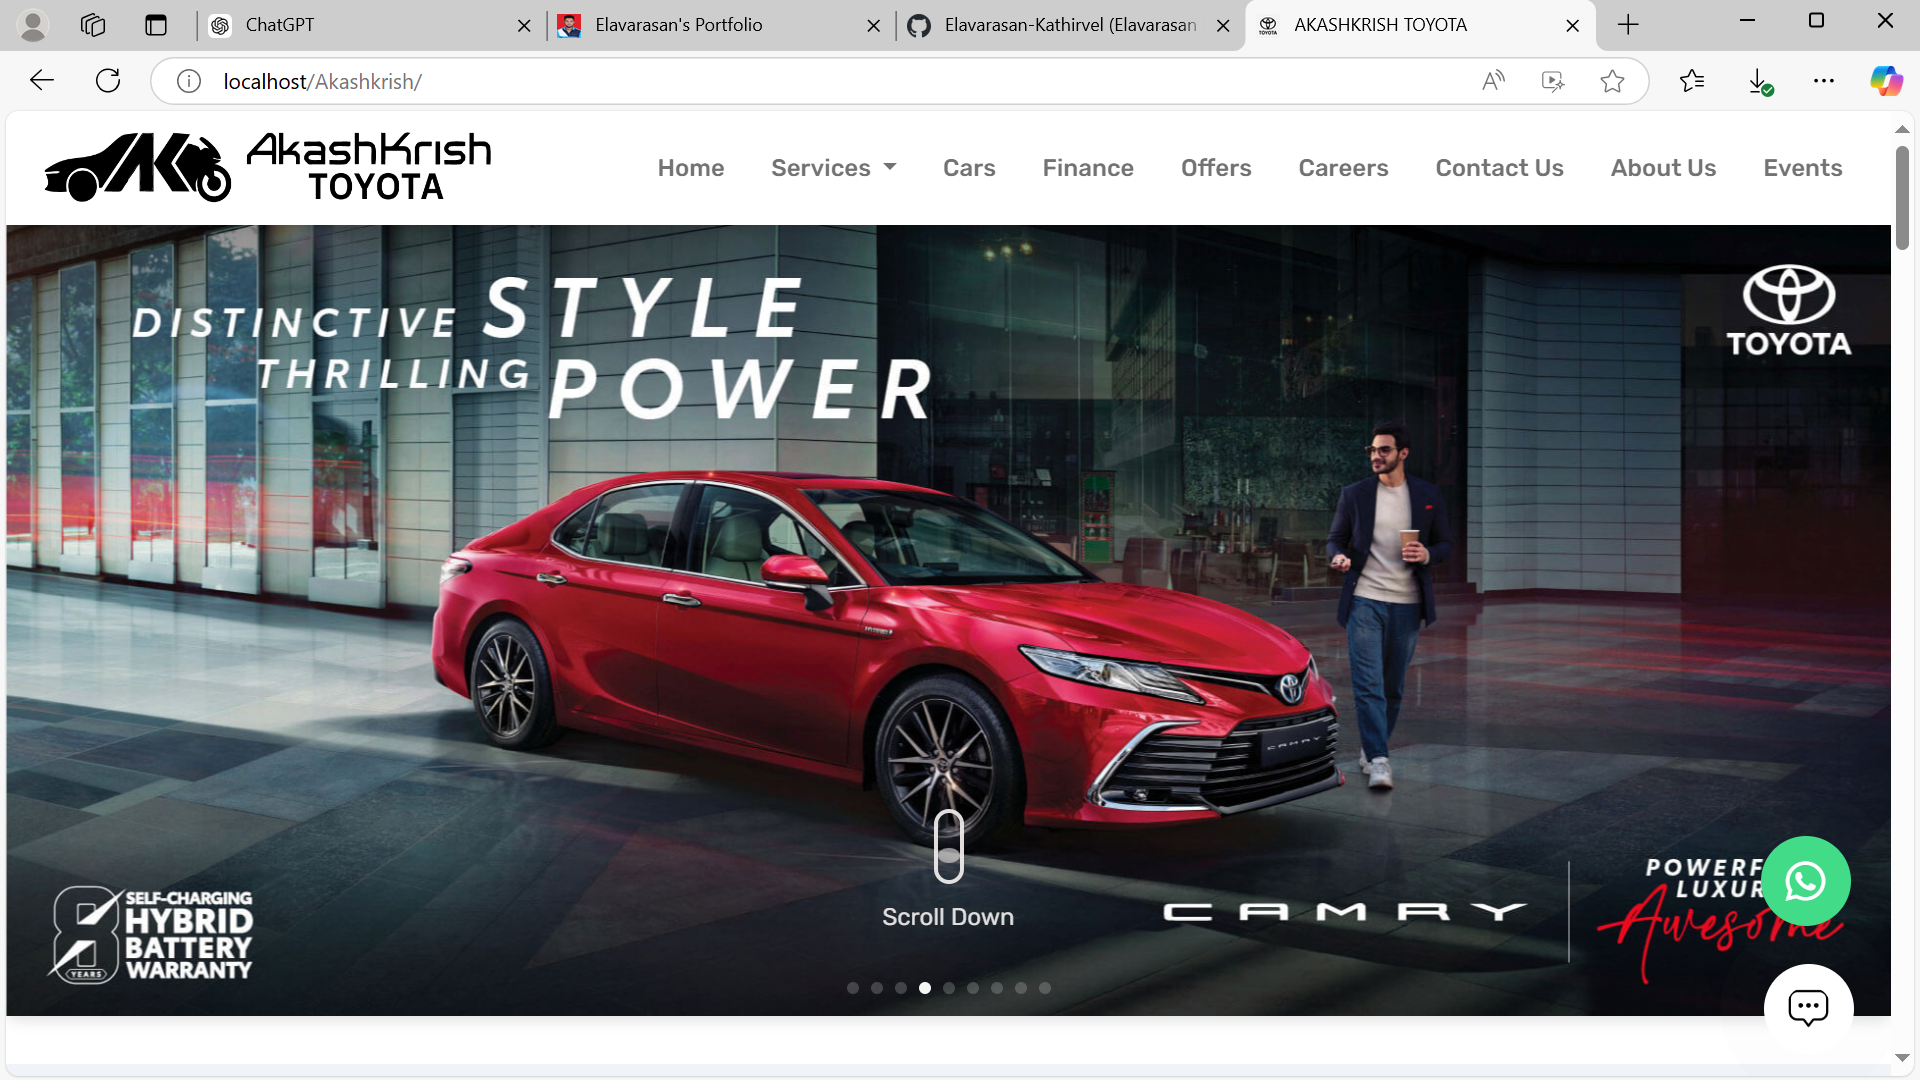 ChatGPT
Elavarasan's Portfolio
Elavarasan-Kathirvel (Elavarasan
AKASHKRISH TOYOTA
localhost/Akashkrish/
AkashKrish
TOYOTA
Home Services Cars Finance Offers Careers Contact Us About Us Events
DISTINCTIVE STYLE
THRILLING POWER
TOYOTA
HYBRID
CAMRY
SELF-CHARGING
HYBRID
BATTERY
WARRANTY
8 YEARS
Scroll Down
CAMRY
POWERF
LUXUR
Awesome